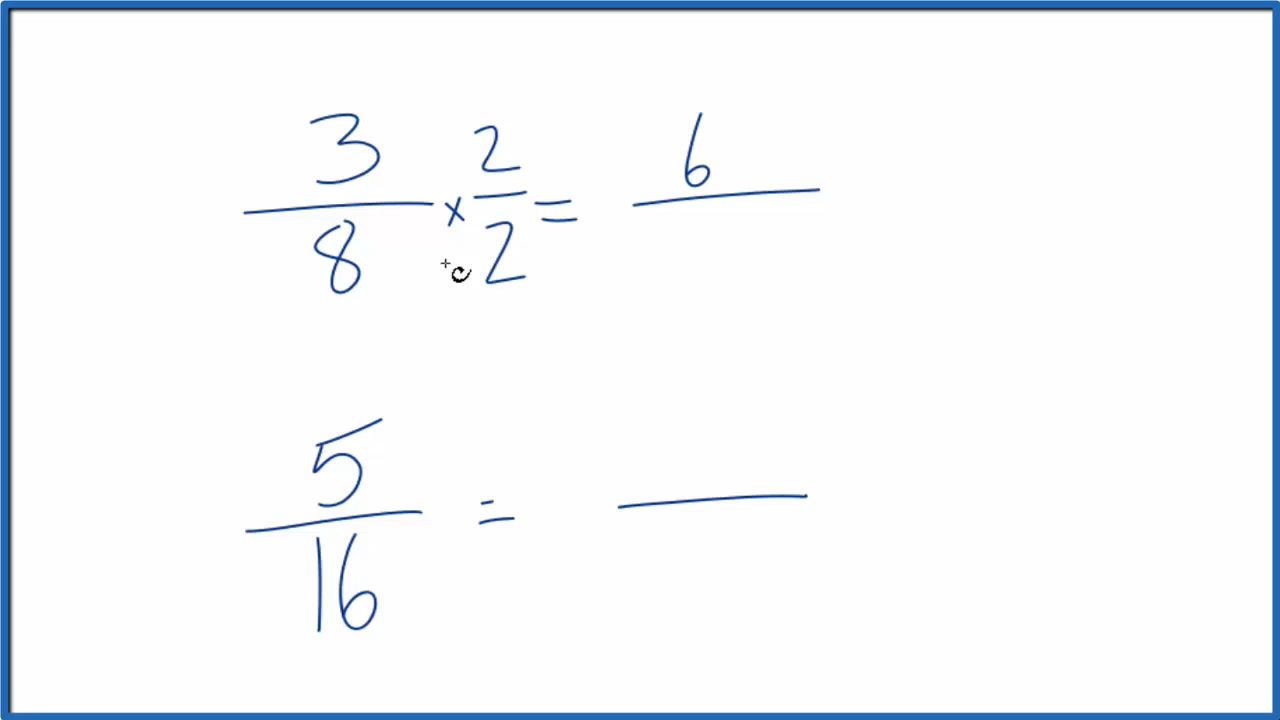 3/8 × 2/2 = 6/
5/16 =